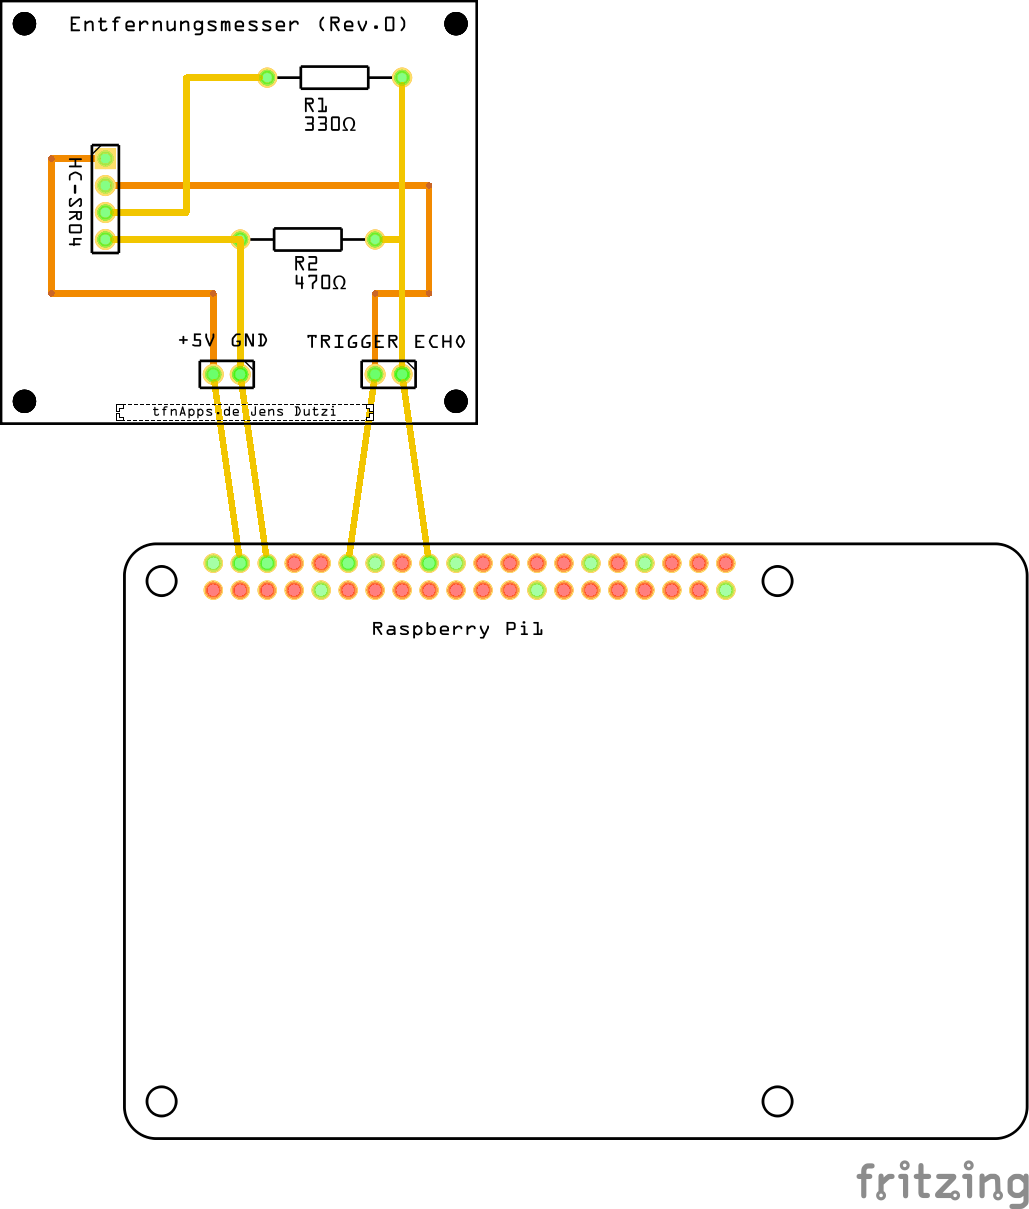 Entfernungsmesser (Rev.0)
R1
330Ω
HC-SR04
R2
470Ω
+5V GND
TRIGGER ECHO
tfnApps.de Jens Dutzi
Raspberry Pi1
fritzing